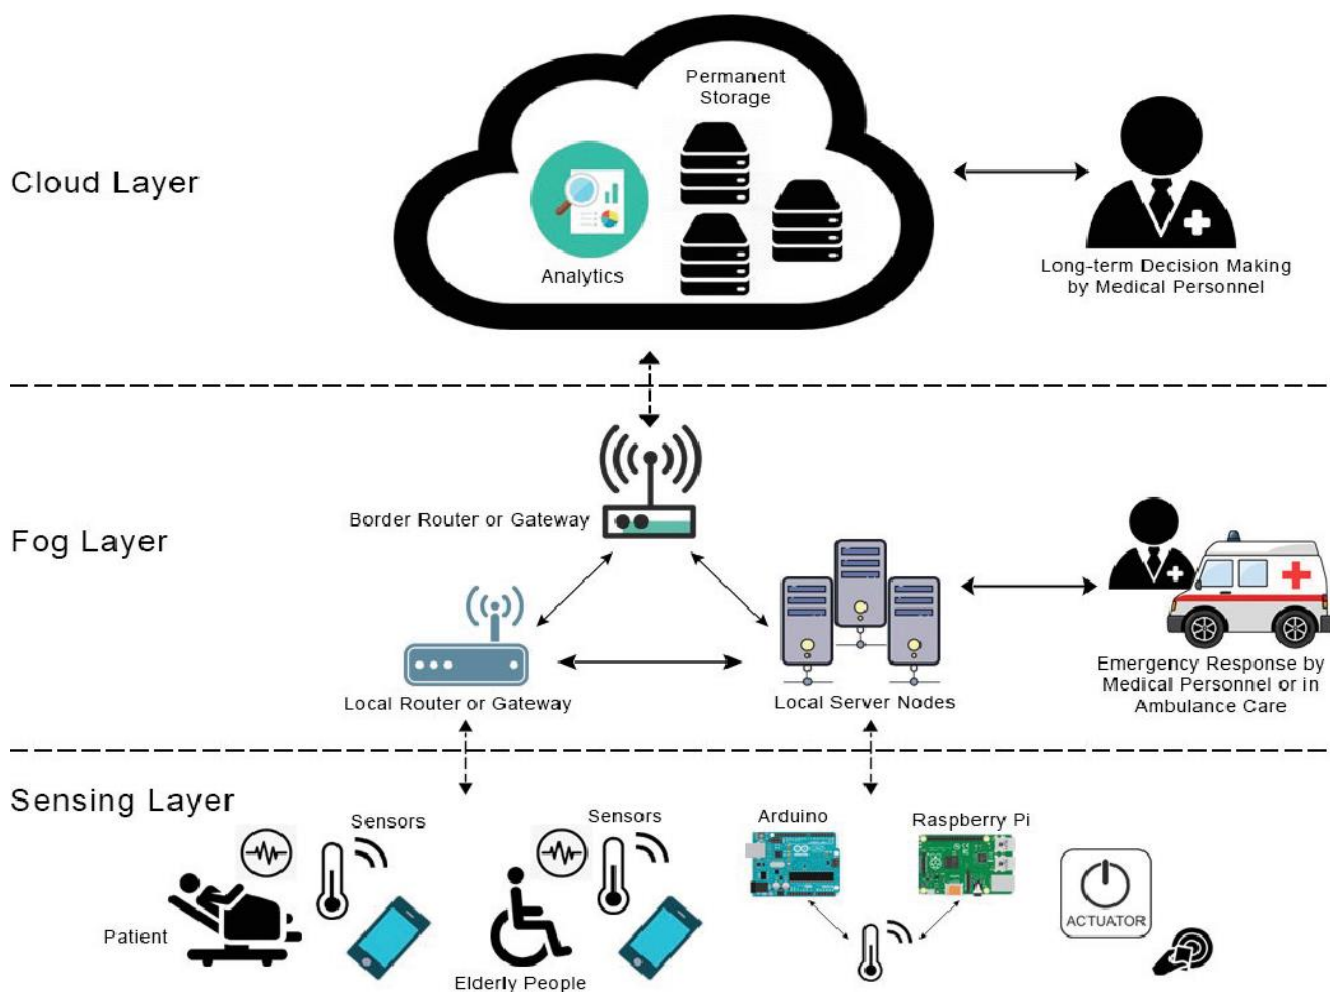 Permanent
Storage
Cloud Layer
Analytics
Long-term Decision Making
by Medical Personnel
Border Router or Gateway
Fog Layer
Local Router or Gateway
Local Server Nodes
Emergency Response by
Medical Personnel or in
Ambulance Care
Sensing Layer
Sensors
Sensors
Arduino
Raspberry Pi
Patient
Elderly People
ACTUATOR